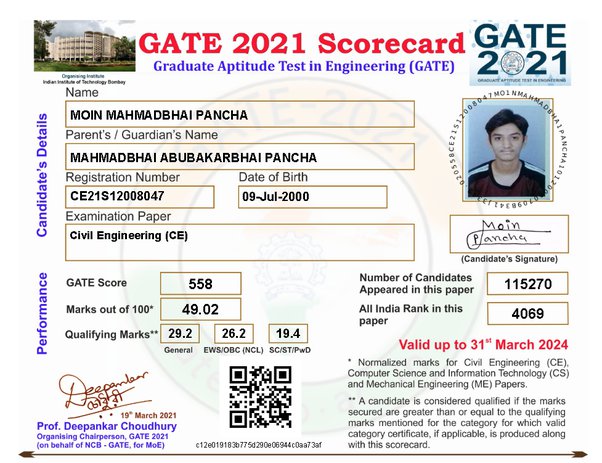 GATE 2021 Scorecard
Graduate Aptitude Test in Engineering (GATE)
Organising Institute
Indian Institute of Technology Bombay
GATE
2021
GRADUATE APTITUDE TEST IN ENGINEERING
Candidate's Details
Name
MOIN MAHMADBHAI PANCHA
Parent's / Guardian's Name
MAHMADBHAI ABUBAKARBHAI PANCHA
Registration Number
Date of Birth
CE21S12008047
09-Jul-2000
Examination Paper
Civil Engineering (CE)
Moin
Pancha
(Candidate's Signature)
Performance
GATE Score
558
Marks out of 100*
49.02
Qualifying Marks**
29.2
26.2
19.4
General
EWS/OBC (NCL)
SC/ST/PwD
Number of Candidates
Appeared in this paper
115270
All India Rank in this
paper
4069
Valid up to 31st March 2024
* Normalized marks for Civil Engineering (CE),
Computer Science and Information Technology (CS)
and Mechanical Engineering (ME) Papers.
** A candidate is considered qualified if the marks
secured are greater than or equal to the qualifying
marks mentioned for the category for which valid
category certificate, if applicable, is produced along
with this scorecard.
Deepankar
19th March 2021
Prof. Deepankar Choudhury
Organising Chairperson, GATE 2021
(on behalf of NCB - GATE, for MoE)
c12e019183b775d290e06944c0aa73af